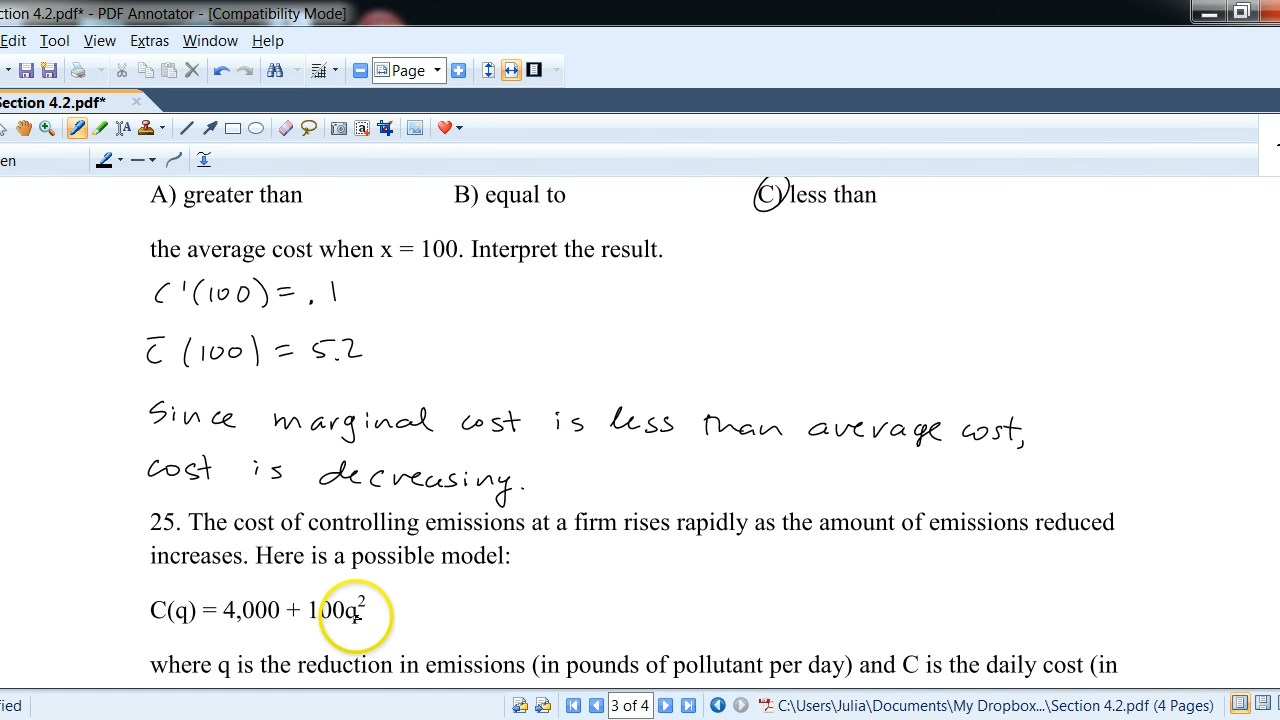 ction 4.2.pdf* - PDF Annotator - [Compatibility Mode]
Edit Tool View Extras Window Help
Page
Section 4.2.pdf*
A
a
en
A) greater than B) equal to C) less than
the average cost when x = 100. Interpret the result.
C'(100) = .1
C̅(100) = 5.2
Since marginal cost is less than average cost,
cost is decreasing.
25. The cost of controlling emissions at a firm rises rapidly as the amount of emissions reduced
increases. Here is a possible model:
C(q) = 4,000 + 100q²
where q is the reduction in emissions (in pounds of pollutant per day) and C is the daily cost (in
fied 3 of 4 C:\Users\Julia\Dropbox\My Dropbox...\Section 4.2.pdf (4 Pages)